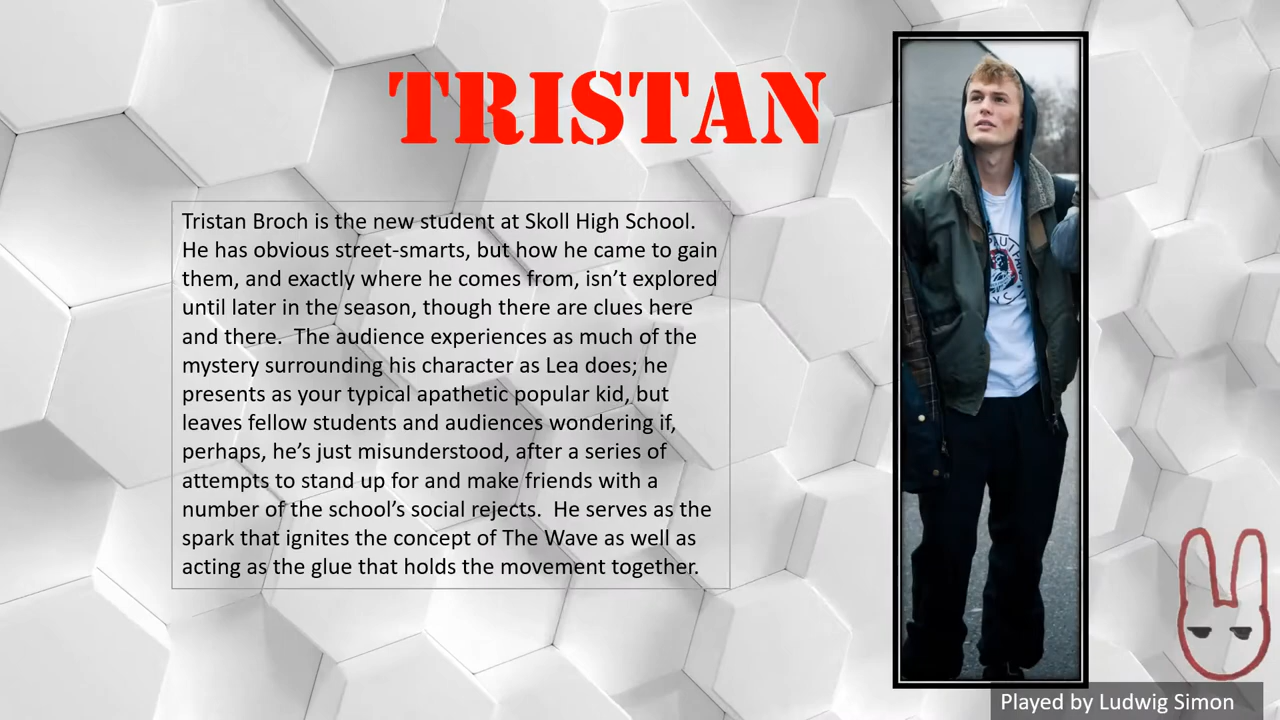 TRISTAN
Tristan Broch is the new student at Skoll High School.
He has obvious street-smarts, but how he came to gain
them, and exactly where he comes from, isn’t explored
until later in the season, though there are clues here
and there.  The audience experiences as much of the
mystery surrounding his character as Lea does; he
presents as your typical apathetic popular kid, but
leaves fellow students and audiences wondering if,
perhaps, he’s just misunderstood, after a series of
attempts to stand up for and make friends with a
number of the school’s social rejects.  He serves as the
spark that ignites the concept of The Wave as well as
acting as the glue that holds the movement together.
Played by Ludwig Simon